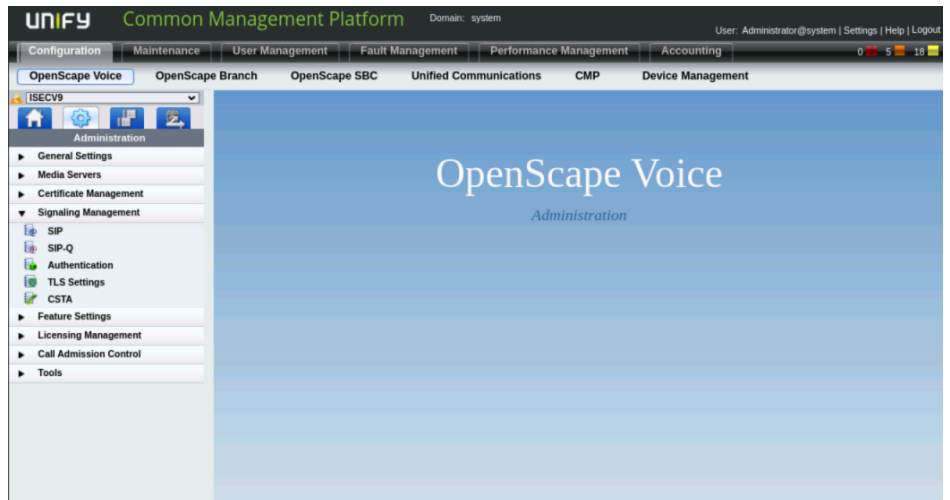 UNIFY Common Management Platform Domain: system
User: Administrator@system | Settings | Help | Logout
Configuration Maintenance User Management Fault Management Performance Management Accounting 0 5 18
OpenScape Voice OpenScape Branch OpenScape SBC Unified Communications CMP Device Management
ISECV9
Administration
General Settings
Media Servers
Certificate Management
Signaling Management
SIP
SIP-Q
Authentication
TLS Settings
CSTA
Feature Settings
Licensing Management
Call Admission Control
Tools
OpenScape Voice
Administration